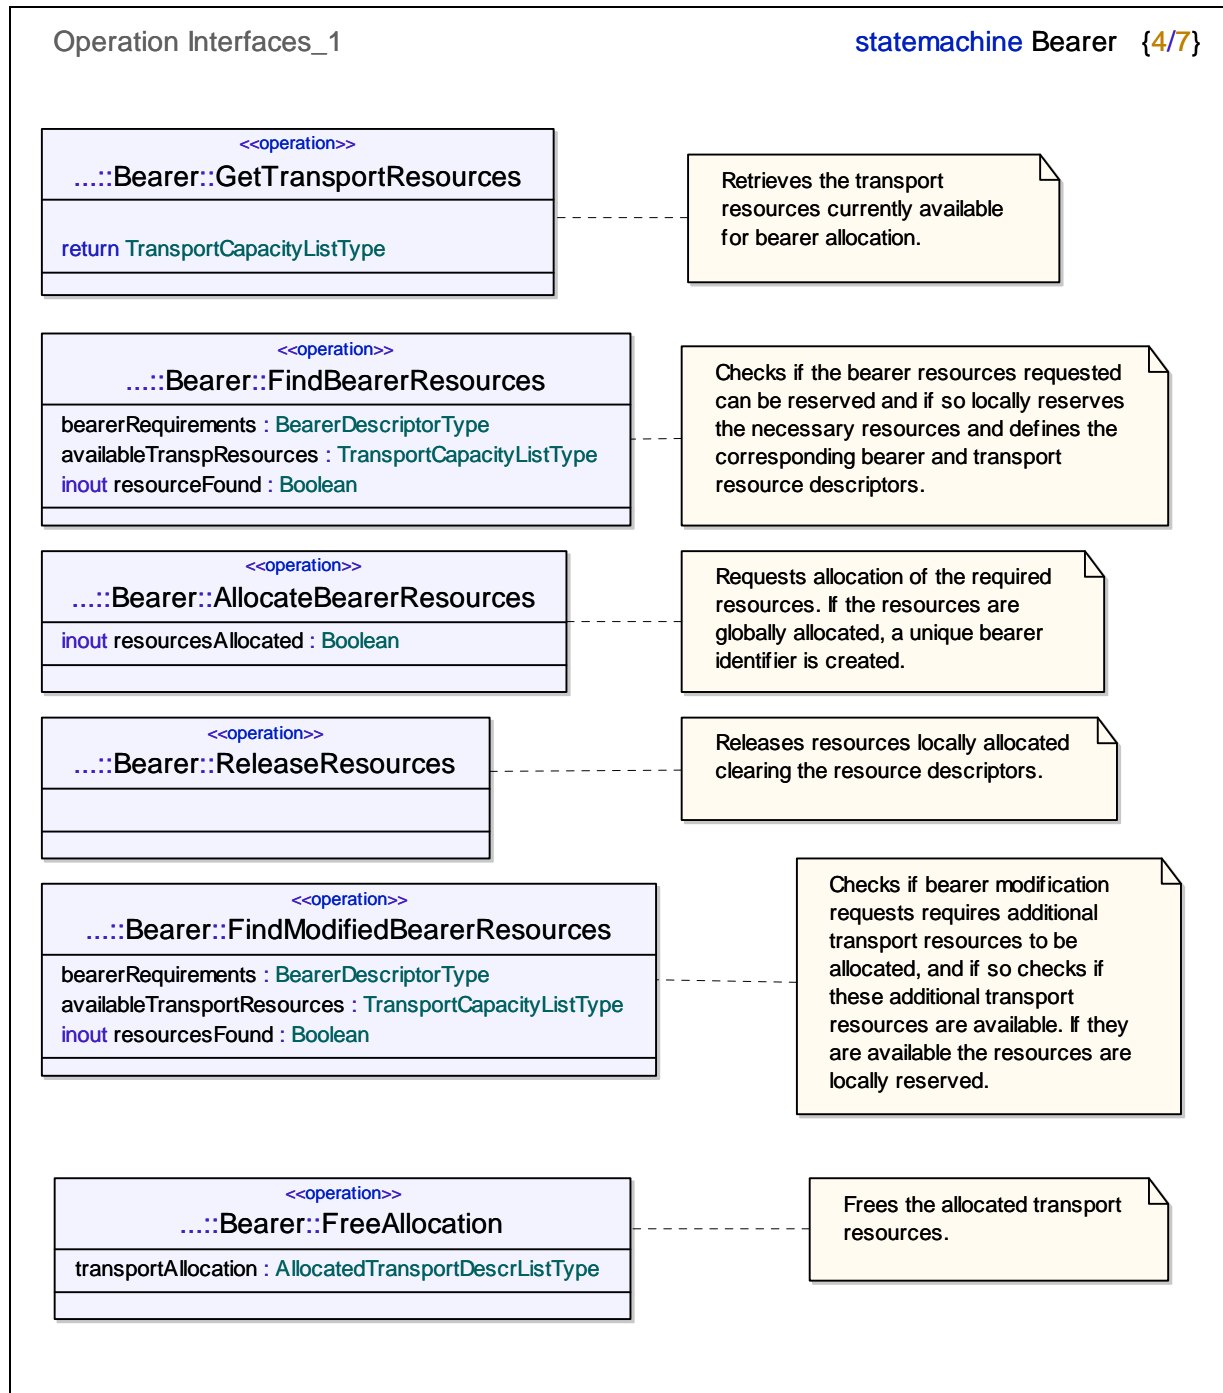 Operation Interfaces_1
statemachine Bearer {4/7}
<<operation>>
...::Bearer::GetTransportResources
return TransportCapacityListType
Retrieves the transport
resources currently available
for bearer allocation.
<<operation>>
...::Bearer::FindBearerResources
bearerRequirements : BearerDescriptorType
availableTranspResources : TransportCapacityListType
inout resourceFound : Boolean
Checks if the bearer resources requested
can be reserved and if so locally reserves
the necessary resources and defines the
corresponding bearer and transport
resource descriptors.
<<operation>>
...::Bearer::AllocateBearerResources
inout resourcesAllocated : Boolean
Requests allocation of the required
resources. If the resources are
globally allocated, a unique bearer
identifier is created.
<<operation>>
...::Bearer::ReleaseResources
Releases resources locally allocated
clearing the resource descriptors.
<<operation>>
...::Bearer::FindModifiedBearerResources
bearerRequirements : BearerDescriptorType
availableTransportResources : TransportCapacityListType
inout resourcesFound : Boolean
Checks if bearer modification
requests requires additional
transport resources to be
allocated, and if so checks if
these additional transport
resources are available. If they
are available the resources are
locally reserved.
<<operation>>
...::Bearer::FreeAllocation
transportAllocation : AllocatedTransportDescrListType
Frees the allocated transport
resources.